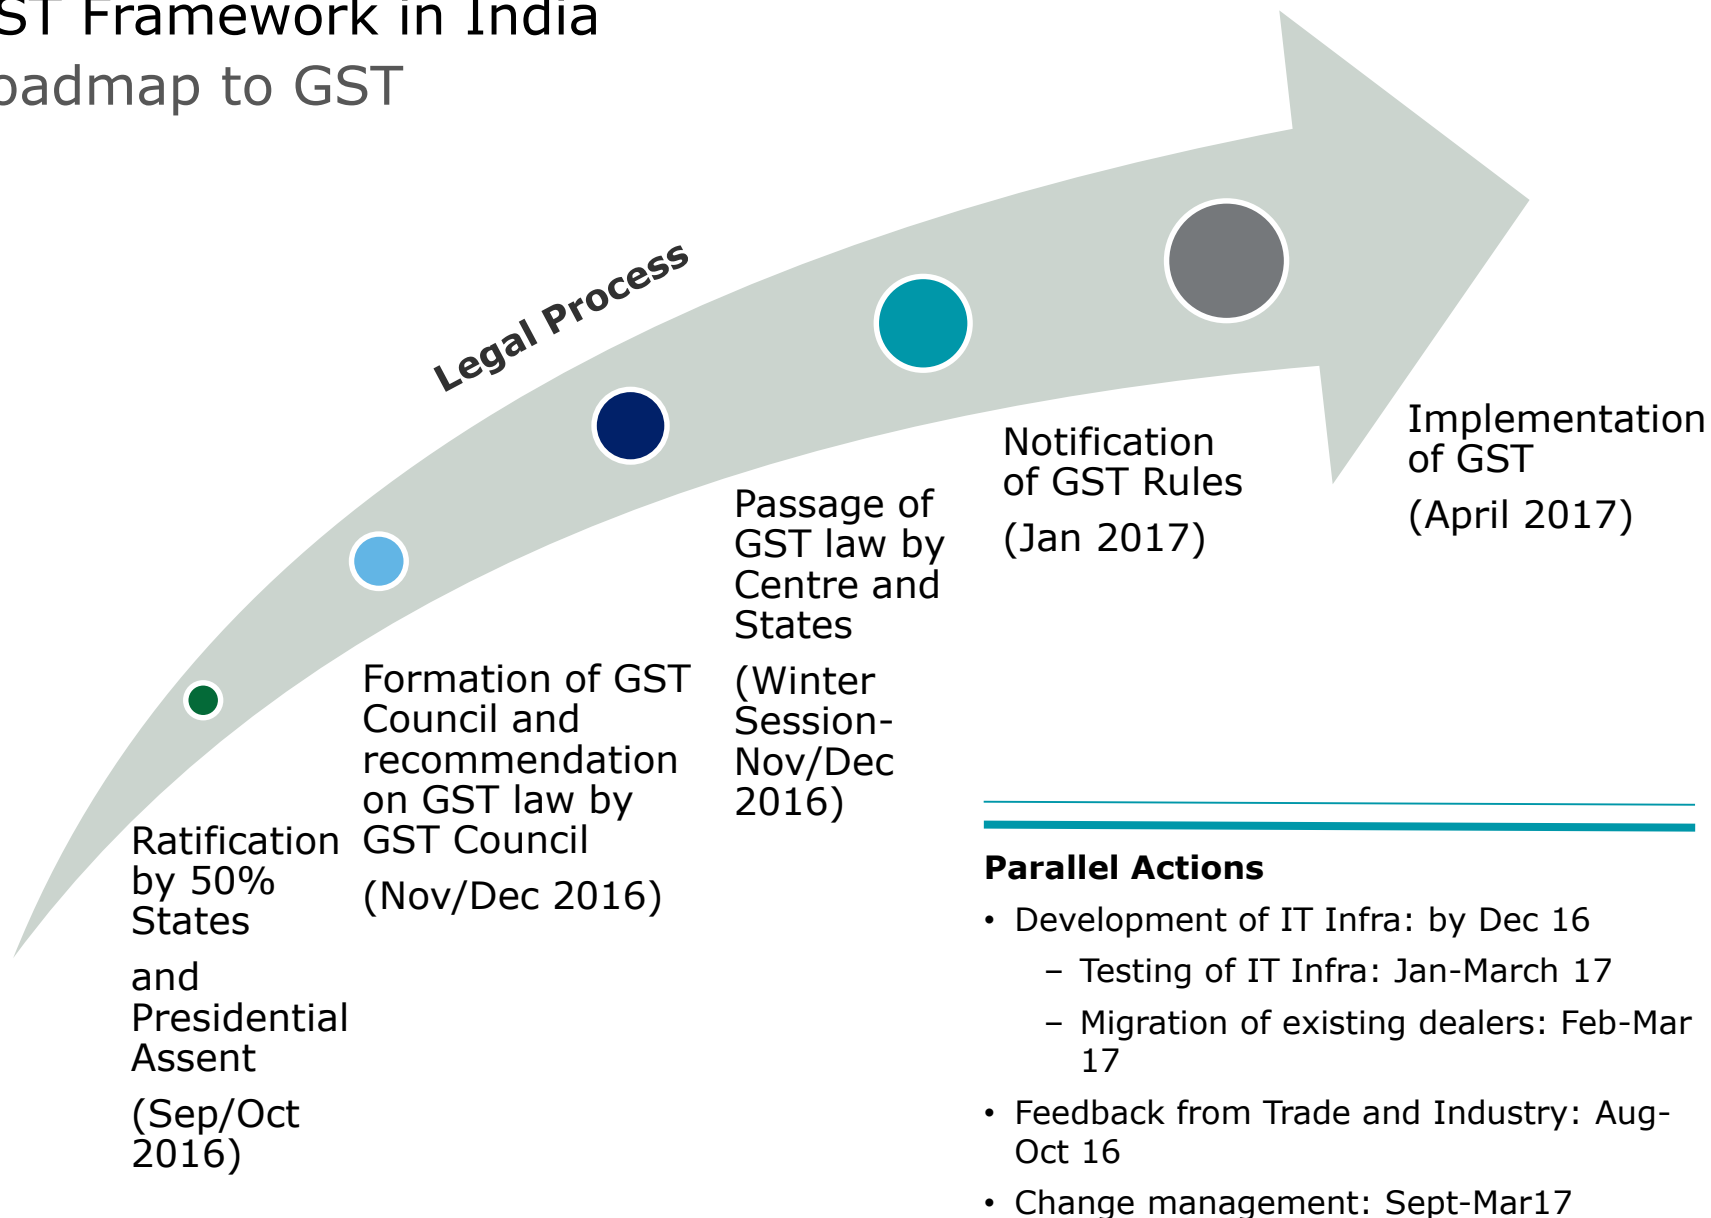 ST Framework in India
oadmap to GST
Legal Process
Ratification
by 50%
States
and
Presidential
Assent
(Sep/Oct
2016)
Formation of GST
Council and
recommendation
on GST law by
GST Council
(Nov/Dec 2016)
Passage of
GST law by
Centre and
States
(Winter
Session-
Nov/Dec
2016)
Notification
of GST Rules
(Jan 2017)
Implementation
of GST
(April 2017)
Parallel Actions
• Development of IT Infra: by Dec 16
– Testing of IT Infra: Jan-March 17
– Migration of existing dealers: Feb-Mar
17
• Feedback from Trade and Industry: Aug-
Oct 16
• Change management: Sept-Mar17